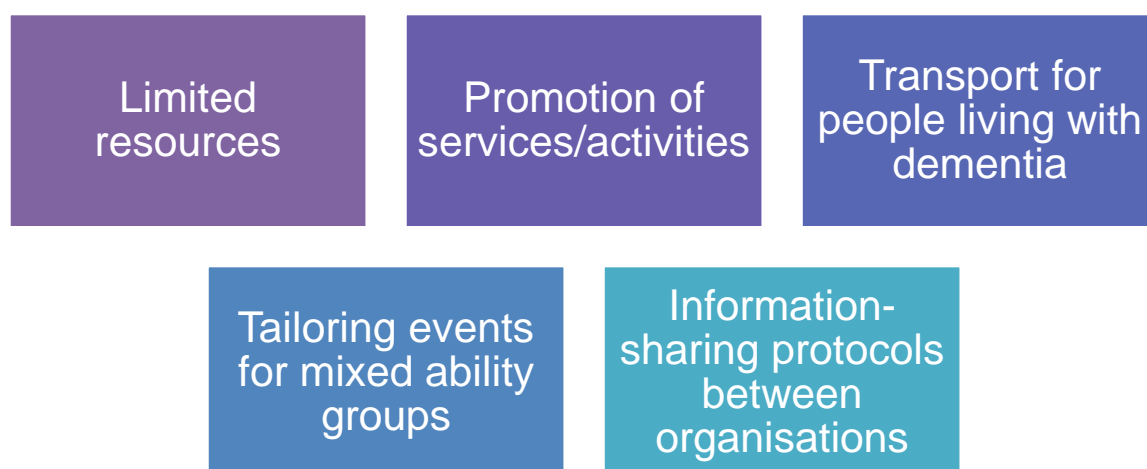 Limited
resources
Promotion of
services/activities
Transport for
people living with
dementia
Tailoring events
for mixed ability
groups
Information-
sharing protocols
between
organisations